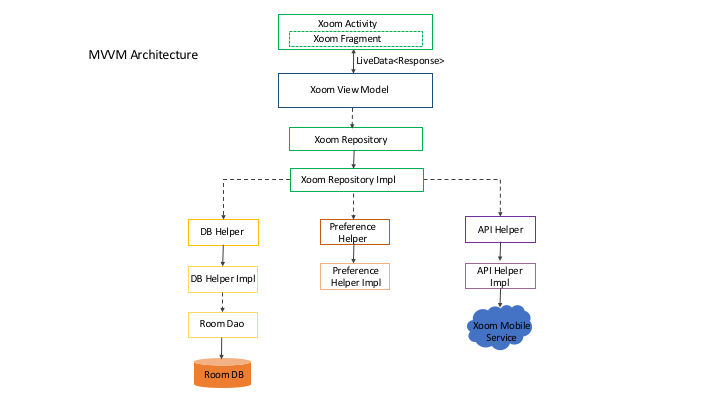 Xoom Activity
Xoom Fragment
MVVM Architecture
LiveData<Response>
Xoom View Model
Xoom Repository
Xoom Repository Impl
DB Helper
Preference
Helper
API Helper
DB Helper Impl
Preference
Helper Impl
API Helper
Impl
Room Dao
Xoom Mobile
Service
Room DB